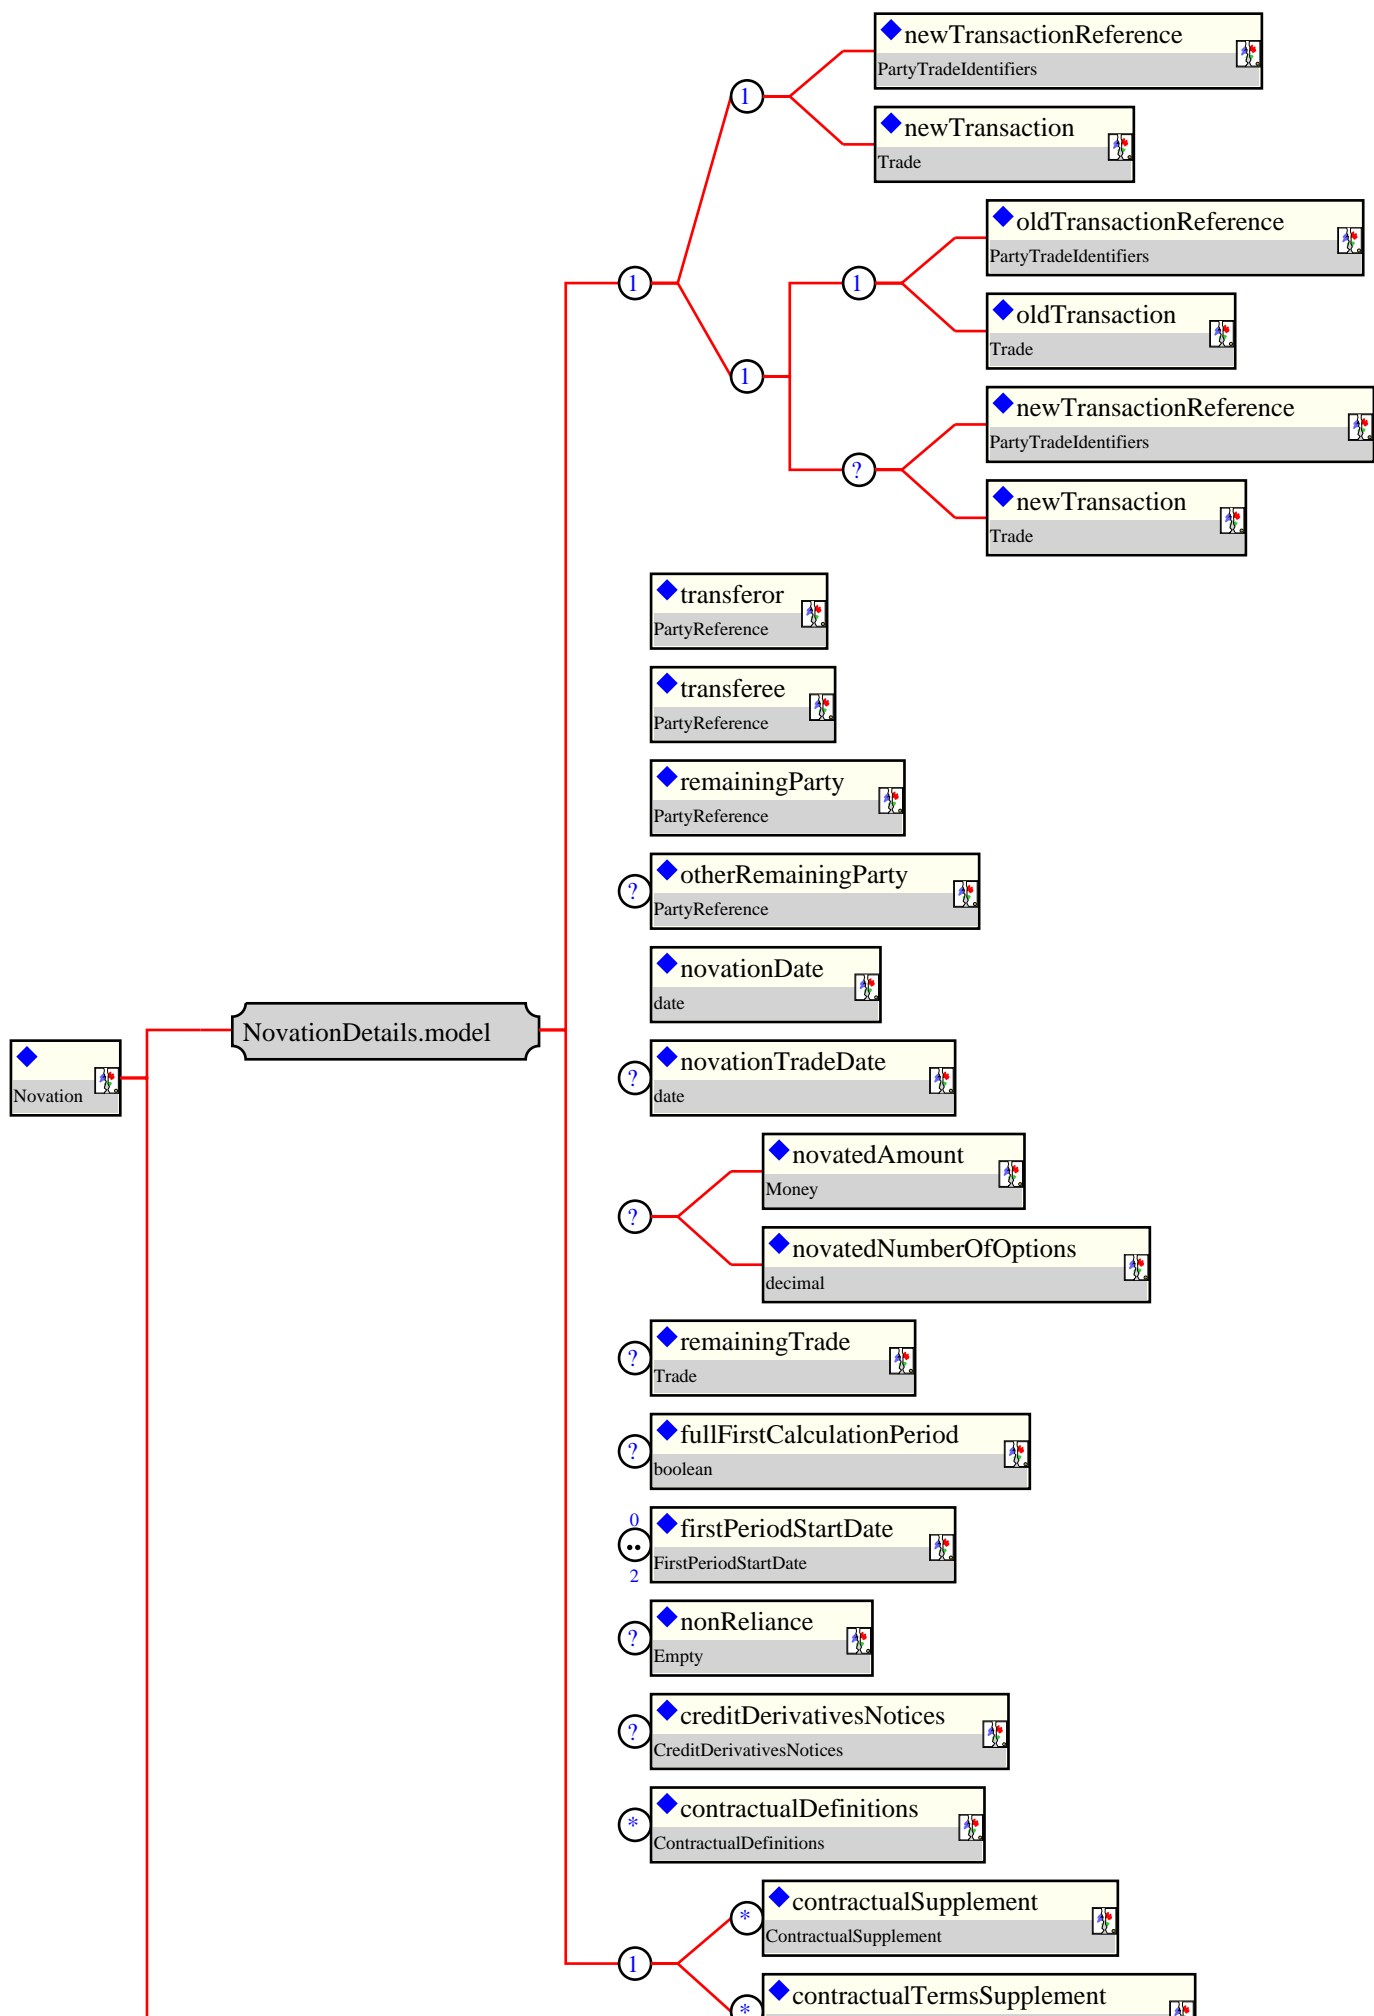 newTransactionReference
PartyTradeIdentifiers
1
newTransaction
Trade
oldTransactionReference
PartyTradeIdentifiers
1
1
oldTransaction
Trade
1
newTransactionReference
PartyTradeIdentifiers
?
newTransaction
Trade
transferor
PartyReference
transferee
PartyReference
remainingParty
PartyReference
?
otherRemainingParty
PartyReference
novationDate
date
NovationDetails.model
Novation
?
novationTradeDate
date
novatedAmount
Money
?
novatedNumberOfOptions
decimal
?
remainingTrade
Trade
?
fullFirstCalculationPeriod
boolean
0
..
2
firstPeriodStartDate
FirstPeriodStartDate
?
nonReliance
Empty
?
creditDerivativesNotices
CreditDerivativesNotices
*
contractualDefinitions
ContractualDefinitions
*
contractualSupplement
ContractualSupplement
1
*
contractualTermsSupplement